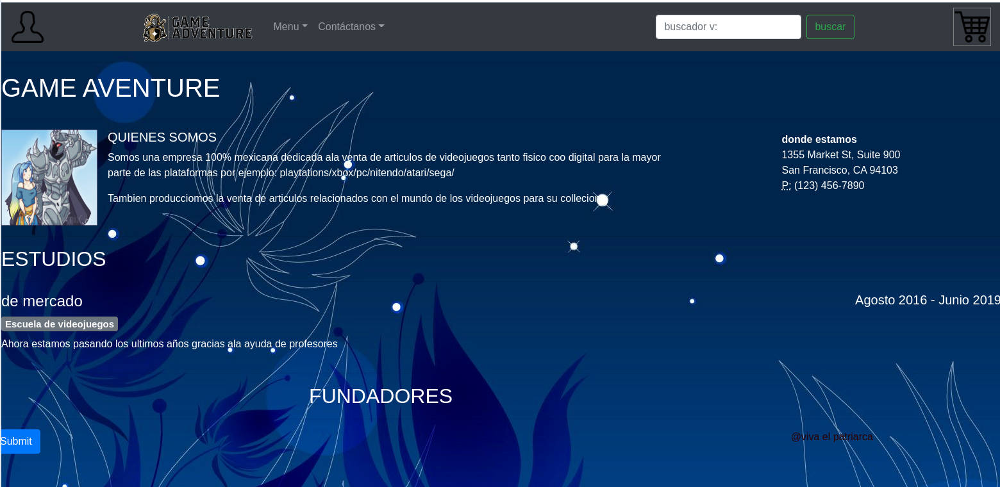 GAME
ADVENTURE
Menu
Contáctanos
buscador v:
buscar
GAME AVENTURE
QUIENES SOMOS
Somos una empresa 100% mexicana dedicada ala venta de articulos de videojuegos tanto fisico coo digital para la mayor
parte de las plataformas por ejemplo: playtations/xbox/pc/nitendo/atari/sega/
Tambien producciomos la venta de articulos relacionados con el mundo de los videojuegos para su collecion
donde estamos
1355 Market St, Suite 900
San Francisco, CA 94103
P: (123) 456-7890
ESTUDIOS
de mercado
Agosto 2016 - Junio 2019
Escuela de videojuegos
Ahora estamos pasando los ultimos años gracias ala ayuda de profesores
FUNDADORES
Submit
@viva el patriarca